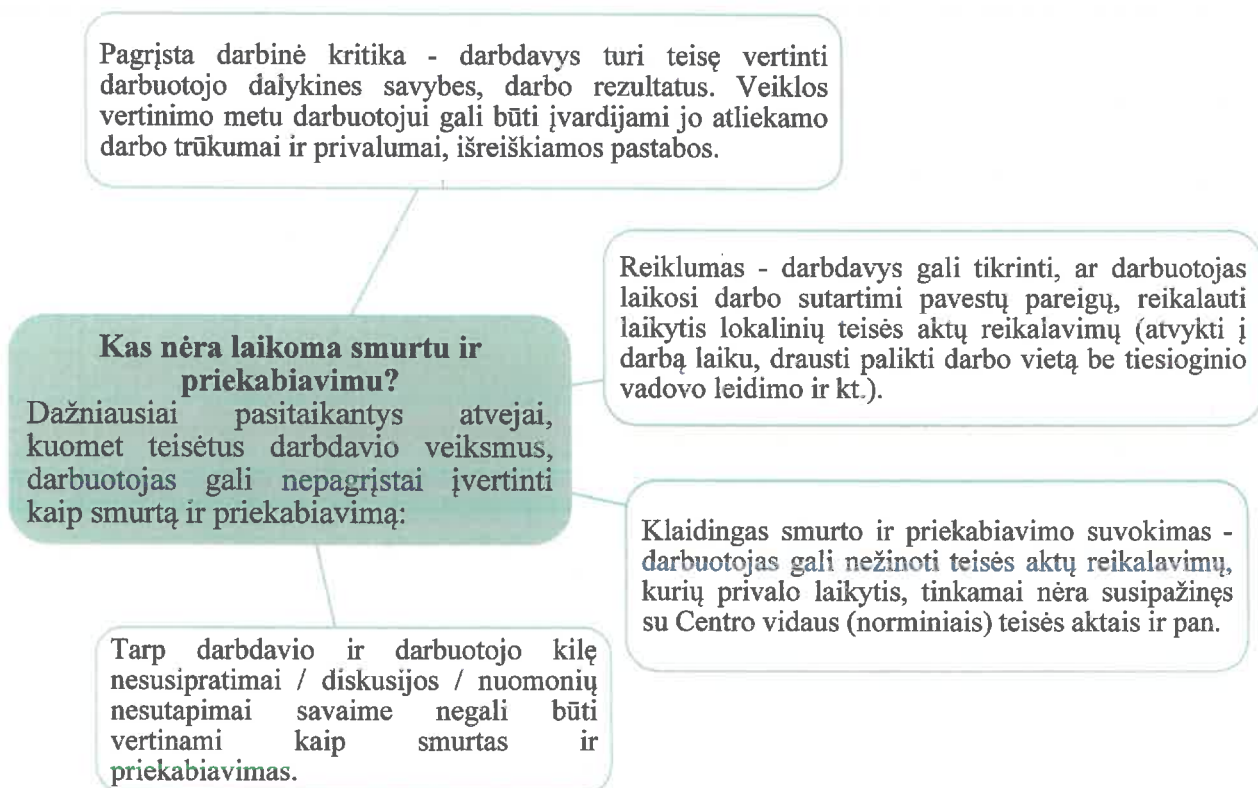 Pagrįsta darbinė kritika - darbdavys turi teisę vertinti
darbuotojo dalykines savybes, darbo rezultatus. Veiklos
vertinimo metu darbuotojui gali būti įvardijami jo atliekamo
darbo trūkumai ir privalumai, išreiškiamos pastabos.
Reiklumas - darbdavys gali tikrinti, ar darbuotojas
laikosi darbo sutartimi pavestų pareigų, reikalauti
laikytis lokalinių teisės aktų reikalavimų (atvykti į
darbą laiku, drausti palikti darbo vietą be tiesioginio
vadovo leidimo ir kt.).
Kas nėra laikoma smurtu ir
priekabiavimu?
Dažniausiai pasitaikantys atvejai,
kuomet teisėtus darbdavio veiksmus,
darbuotojas gali nepagrįstai įvertinti
kaip smurtą ir priekabiavimą:
Klaidingas smurto ir priekabiavimo suvokimas -
darbuotojas gali nežinoti teisės aktų reikalavimų,
kurių privalo laikytis, tinkamai nėra susipažinęs
su Centro vidaus (norminiais) teisės aktais ir pan.
Tarp darbdavio ir darbuotojo kilę
nesusipratimai / diskusijos / nuomonių
nesutapimai savaime negali būti
vertinami kaip smurtas ir
priekabiavimas.